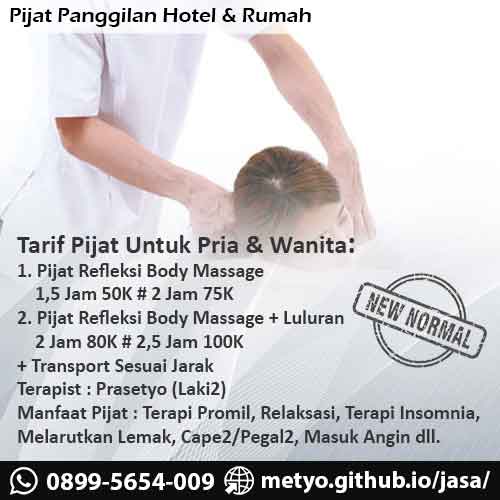 Pijat Panggilan Hotel & Rumah
Tarif Pijat Untuk Pria & Wanita:
1. Pijat Refleksi Body Massage
1,5 Jam 50K # 2 Jam 75K
2. Pijat Refleksi Body Massage + Luluran
2 Jam 80K # 2,5 Jam 100K
+ Transport Sesuai Jarak
Terapist : Prasetyo (Laki2)
Manfaat Pijat : Terapi Promil, Relaksasi, Terapi Insomnia,
Melarutkan Lemak, Cape2/Pegal2, Masuk Angin dll.
NEW NORMAL
0899-5654-009 metyo.github.io/jasa/